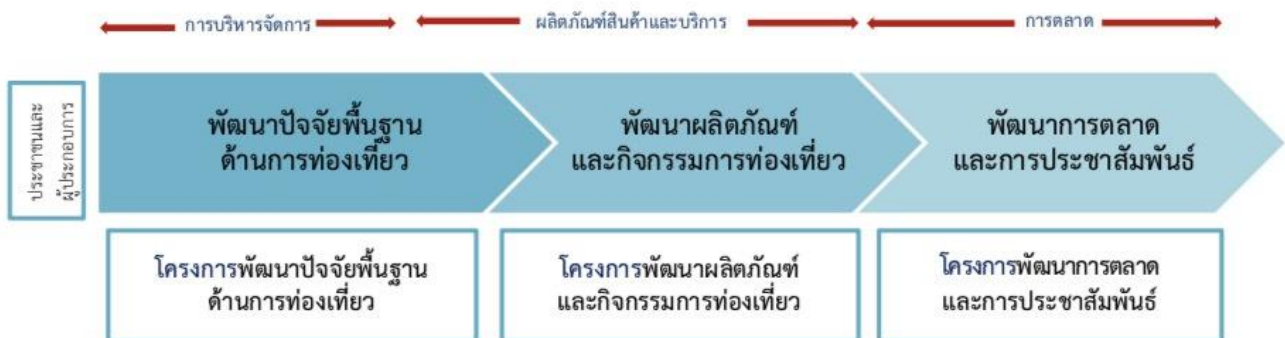 การบริหารจัดการ
ผลิตภัณฑ์สินค้าและบริการ
การตลาด
ประชาชนและ
ผู้ประกอบการ
พัฒนาปัจจัยพื้นฐาน
ด้านการท่องเที่ยว
พัฒนาผลิตภัณฑ์
และกิจกรรมการท่องเที่ยว
พัฒนาการตลาด
และการประชาสัมพันธ์
โครงการพัฒนาปัจจัยพื้นฐาน
ด้านการท่องเที่ยว
โครงการพัฒนาผลิตภัณฑ์
และกิจกรรมการท่องเที่ยว
โครงการพัฒนาการตลาด
และการประชาสัมพันธ์